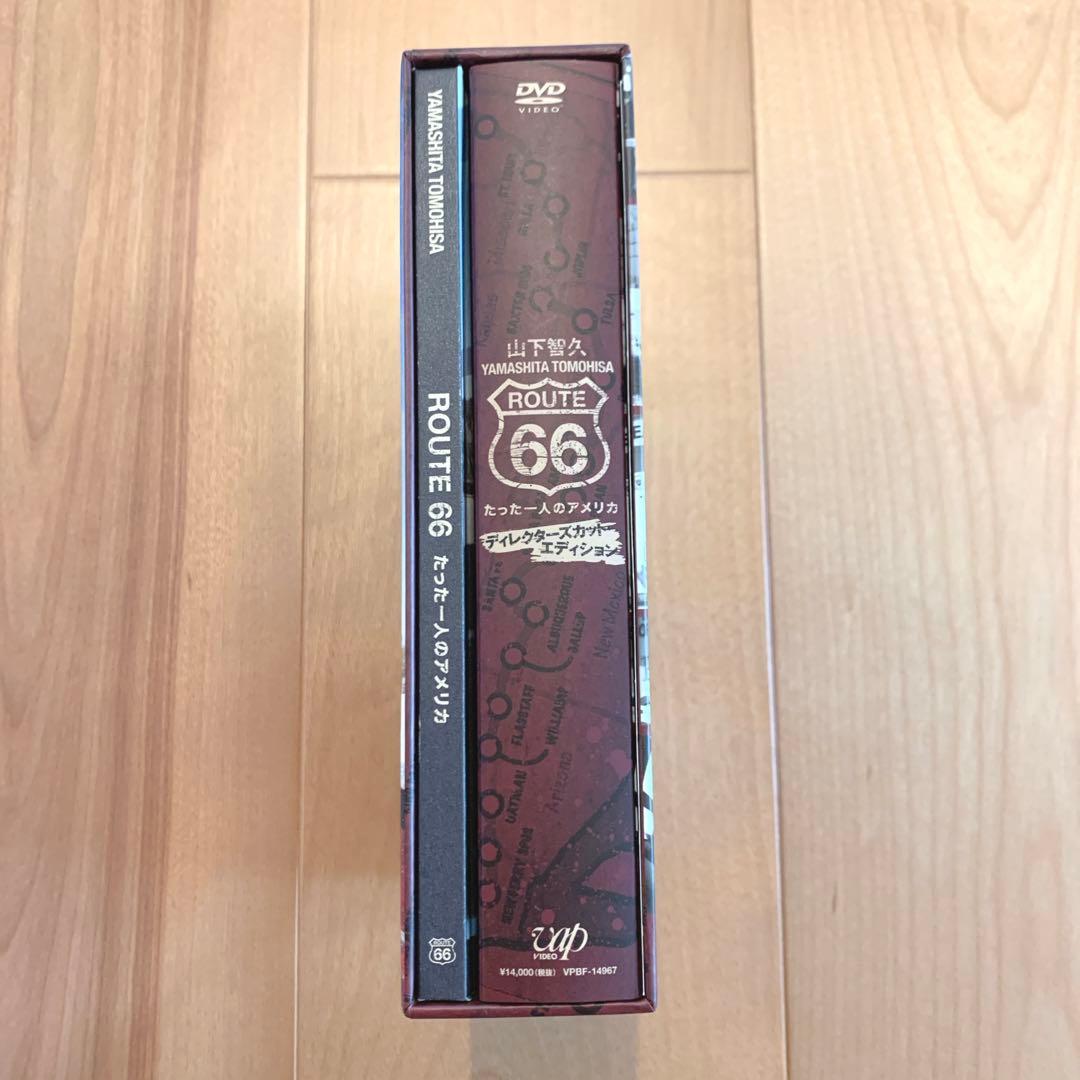 YAMASHITA TOMOHISA
ROUTE 66 たった一人のアメリカ
ROUTE
66
DVD
VIDEO
山下智久
YAMASHITA TOMOHISA
ROUTE
66
たった一人のアメリカ
ディレクターズカット
エディション
TULSA
SANTA FE
ALBUQUERQUE
GALLUP
New Mexico
FLAGSTAFF
WILLIAMS
OATMAN
Arizona
vap
VIDEO
¥14,000(税抜) VPBF-14967